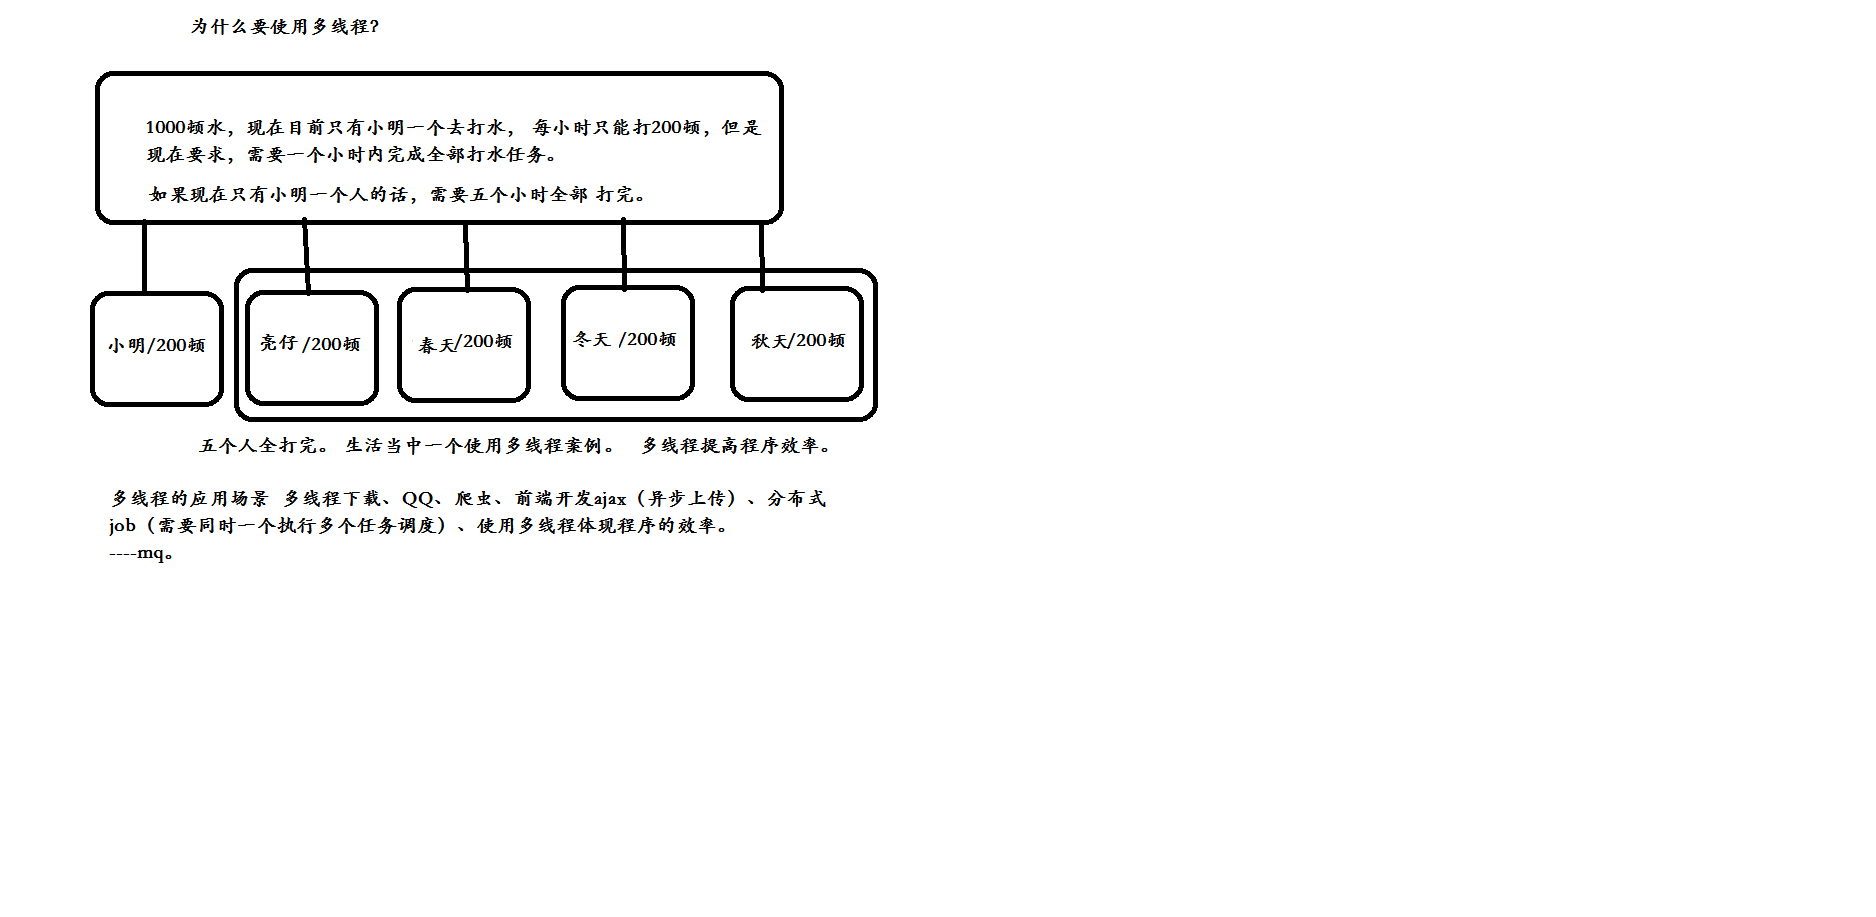 为什么要使用多线程?
1000顿水，现在目前只有小明一个去打水， 每小时只能打200顿，但是
现在要求，需要一个小时内完成全部打水任务。
如果现在只有小明一个人的话，需要五个小时全部 打完。
小明/200顿
亮仔 /200顿
春天/200顿
冬天 /200顿
秋天/200顿
五个人全打完。 生活当中一个使用多线程案例。 多线程提高程序效率。
多线程的应用场景 多线程下载、QQ、爬虫、前端开发ajax（异步上传）、分布式
job（需要同时一个执行多个任务调度）、使用多线程体现程序的效率。
----mq。